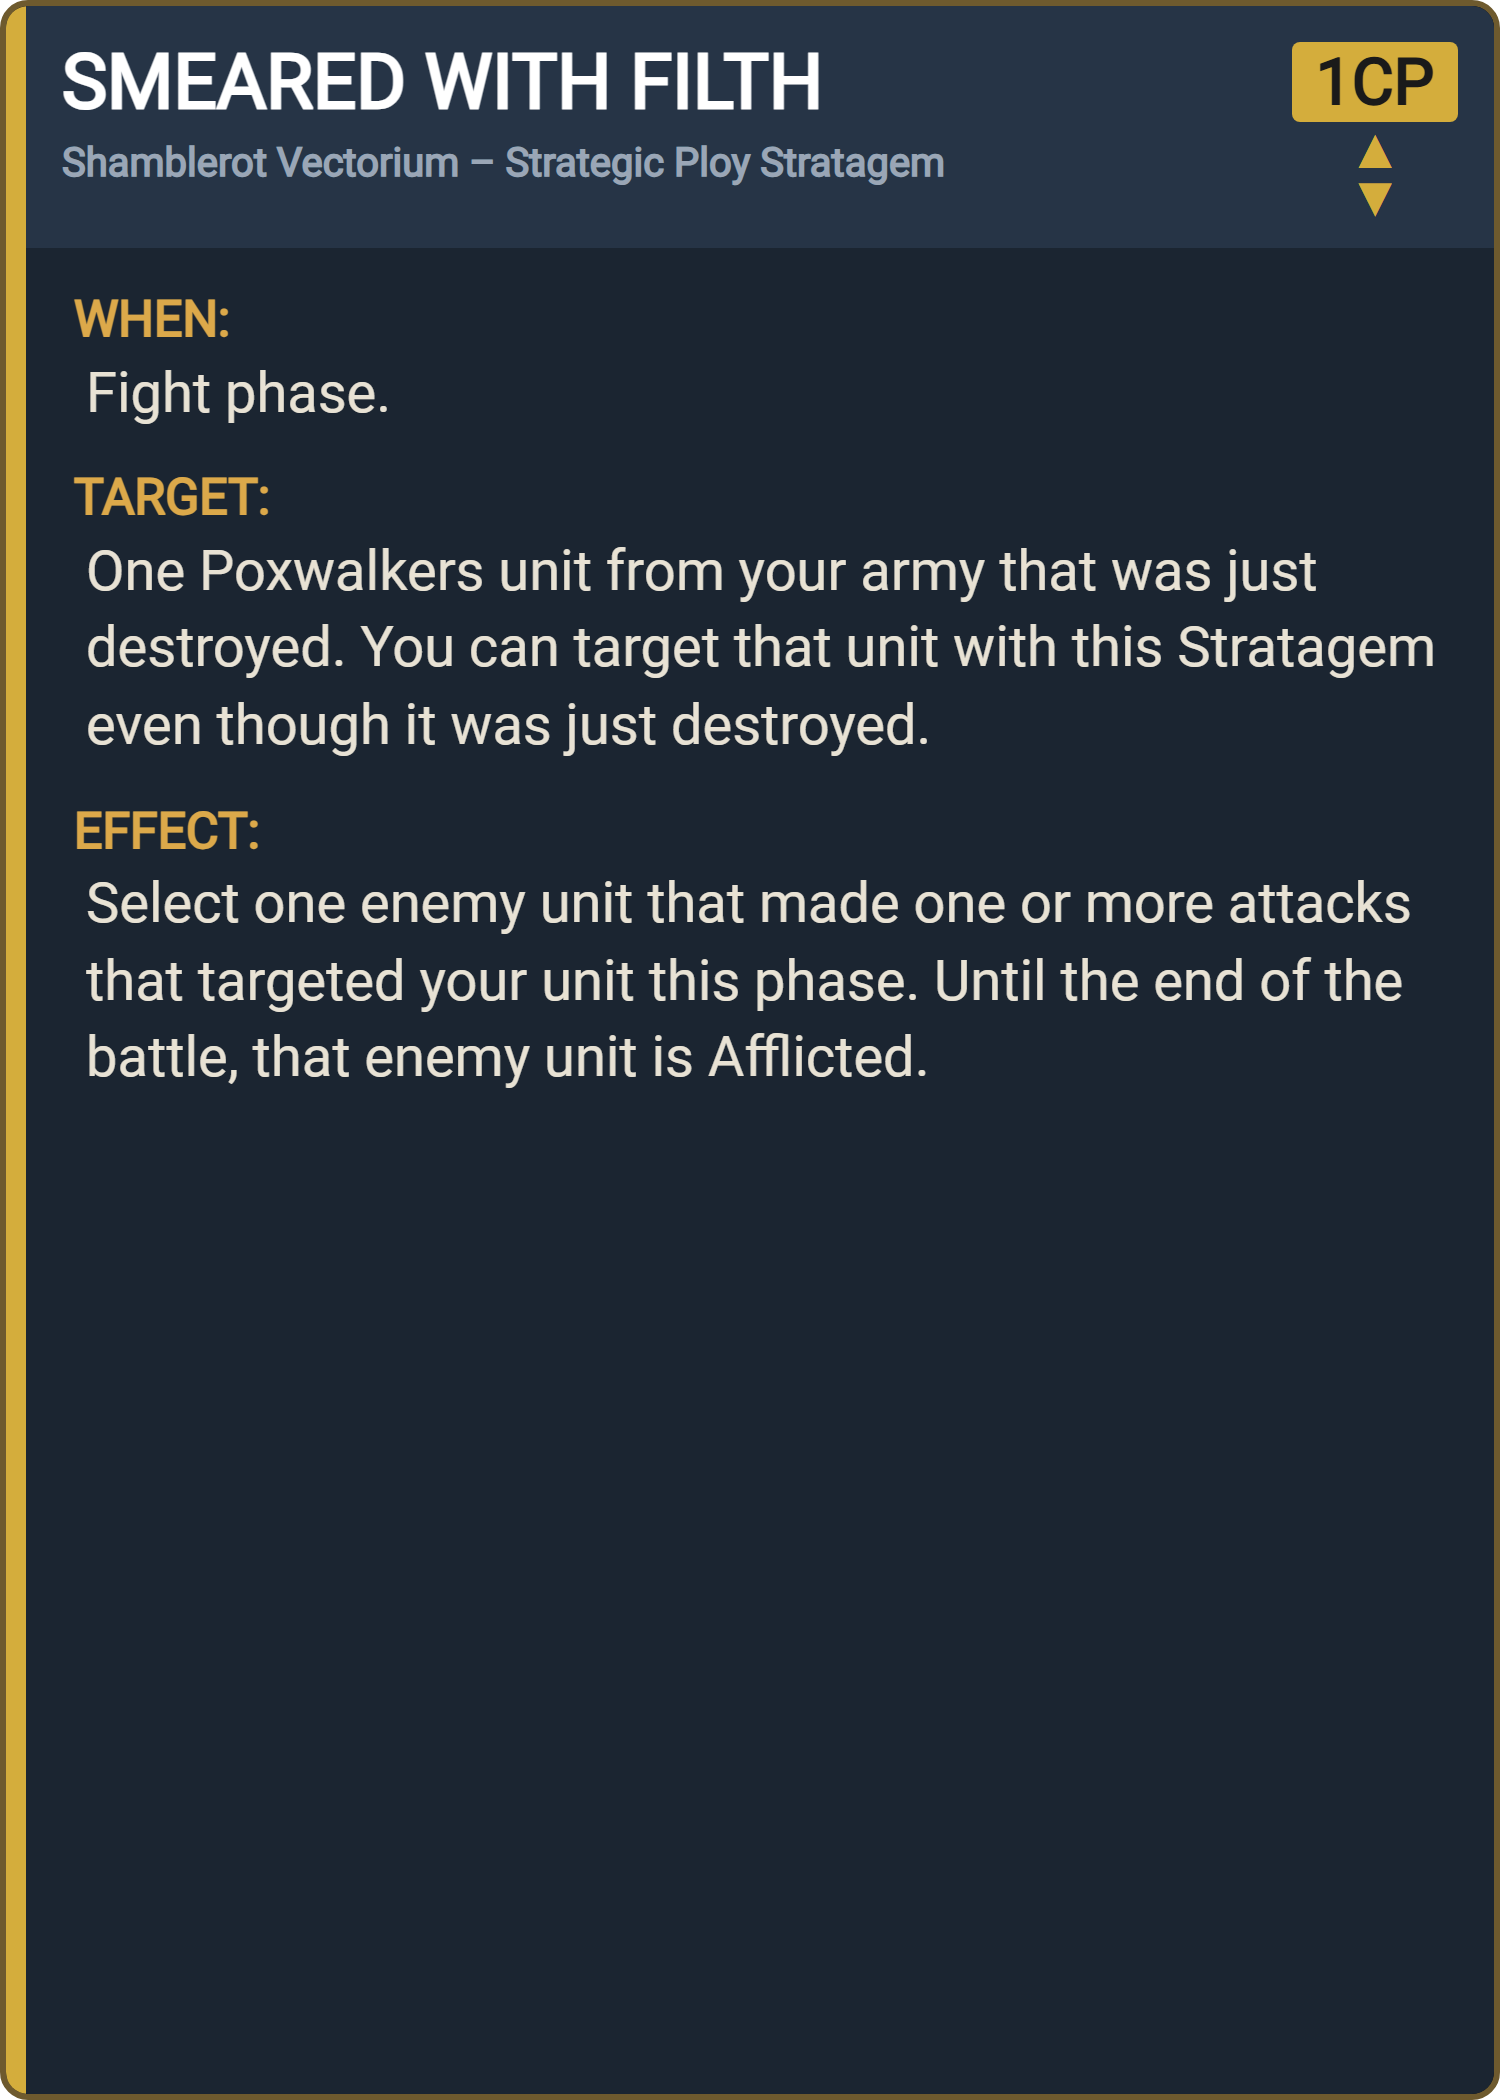 SMEARED WITH FILTH
1CP
Shamblerot Vectorium – Strategic Ploy Stratagem
▲
▼
WHEN:
Fight phase.
TARGET:
One Poxwalkers unit from your army that was just
destroyed. You can target that unit with this Stratagem
even though it was just destroyed.
EFFECT:
Select one enemy unit that made one or more attacks
that targeted your unit this phase. Until the end of the
battle, that enemy unit is Afflicted.